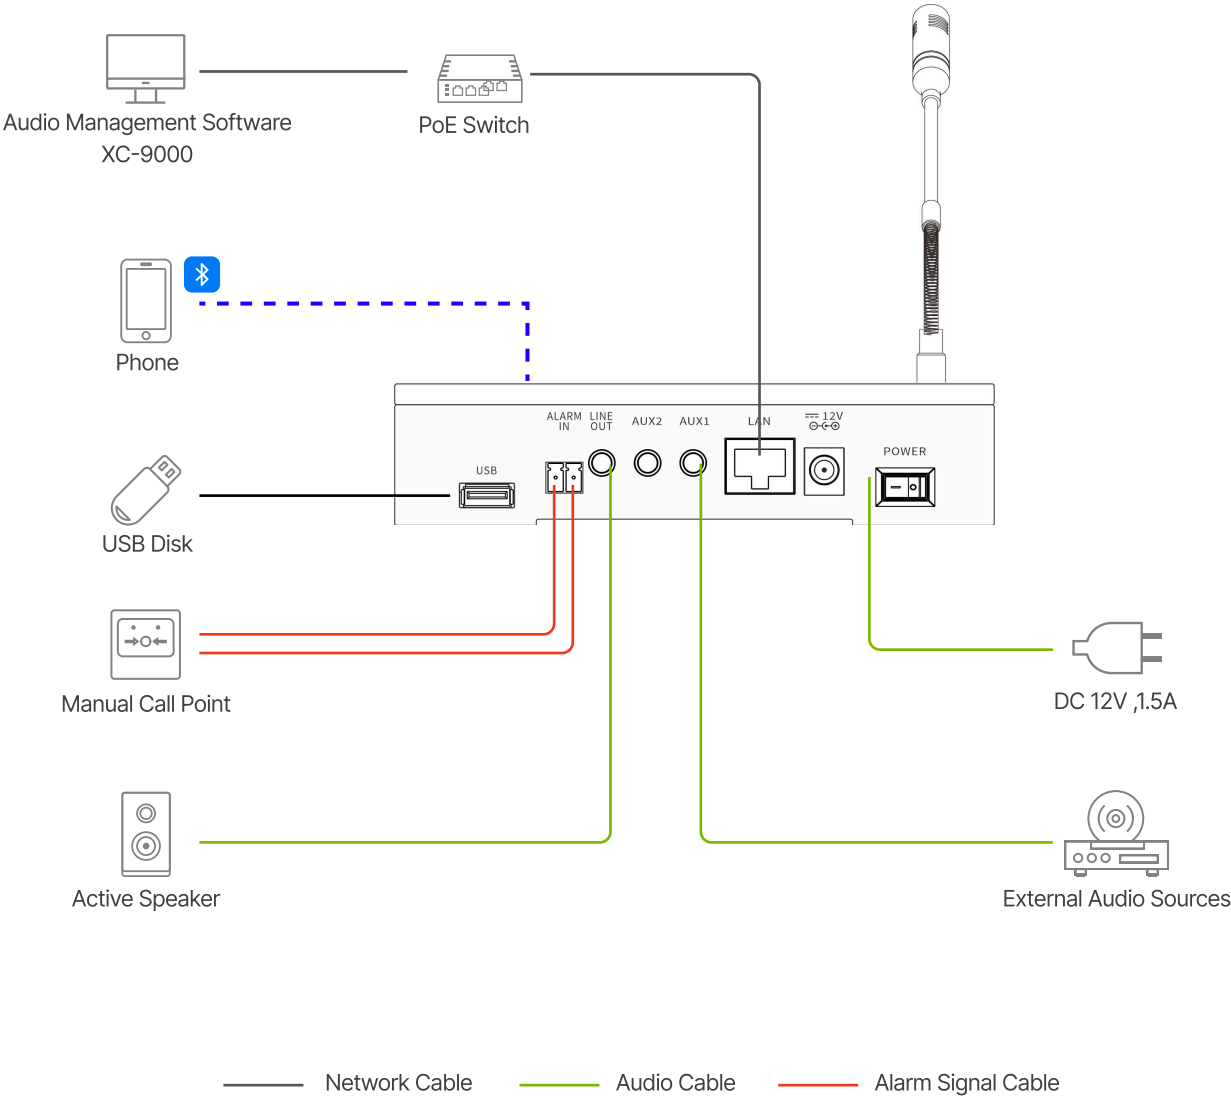 Audio Management Software
XC-9000
PoE Switch
Phone
ALARM IN
LINE OUT
AUX2
AUX1
LAN
12V
POWER
USB
USB Disk
Manual Call Point
DC 12V ,1.5A
Active Speaker
External Audio Sources
Network Cable
Audio Cable
Alarm Signal Cable